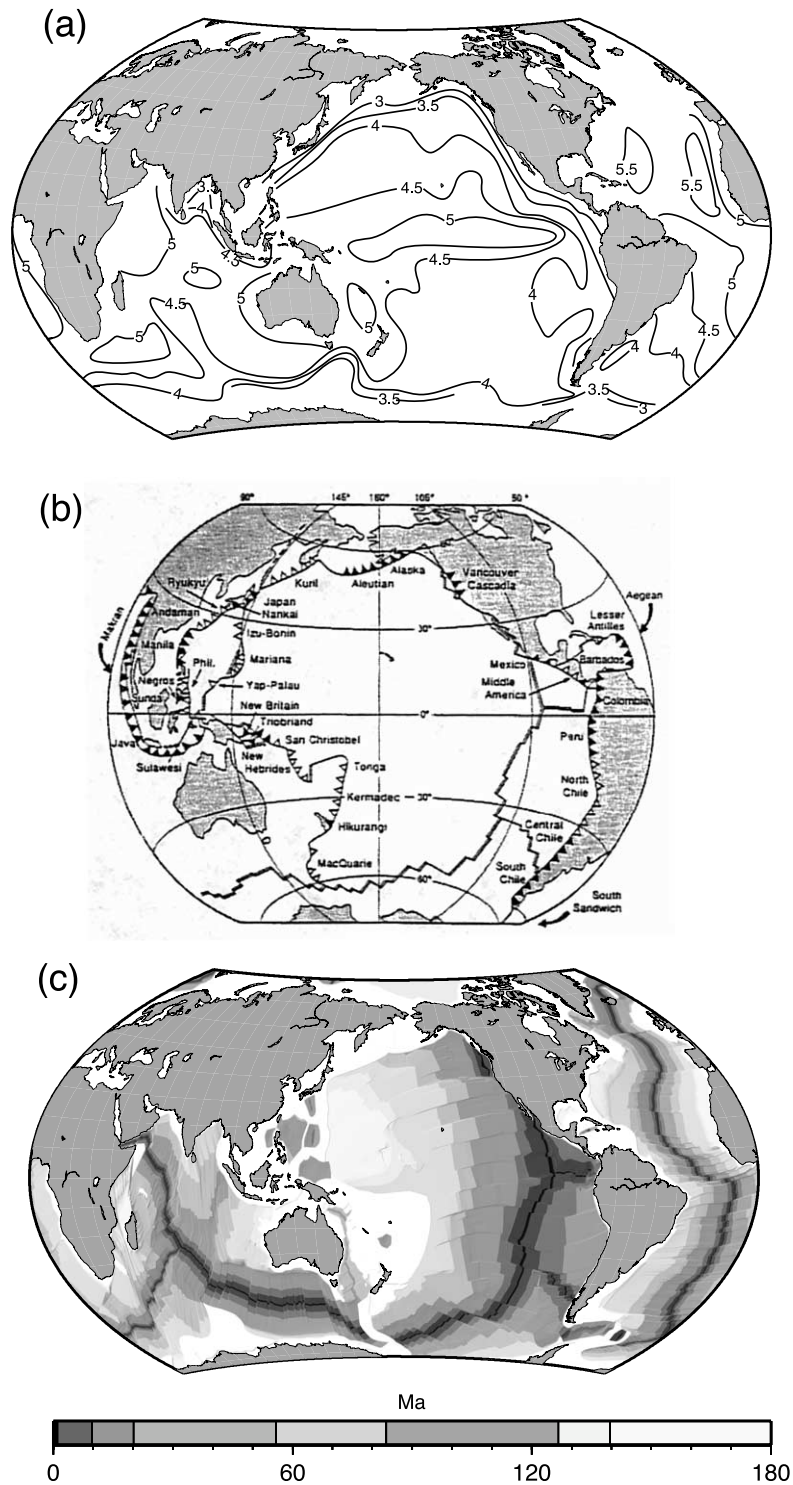 (a)
3
3.5
4
4.5
5
4.5
4
5.5
5.5
5
3.5
4
5
5
5
5
4.5
5
5
5
4.5
4
4
3.5
4
3.5
3
4
4.5
5
(b)
90° 145° 180° 105° 50°
Ryukyu
Andaman
Makran
Manila
Phil.
Negros
Sunda
Java
Sulawesi
Kuril
Aleutian
Alaska
Vancouver
Cascadia
Japan
Nankai
Izu-Bonin
Mariana
Yap-Palau
New Britain
Trobriand
San Christobel
New
Hebrides
Tonga
Kermadec
Hikurangi
MacQuarie
30°
0°
30°
60°
Aegean
Lesser
Antilles
Barbados
Mexico
Middle
America
Colombia
Peru
North
Chile
Central
Chile
South
Chile
South
Sandwich
(c)
Ma
0 60 120 180